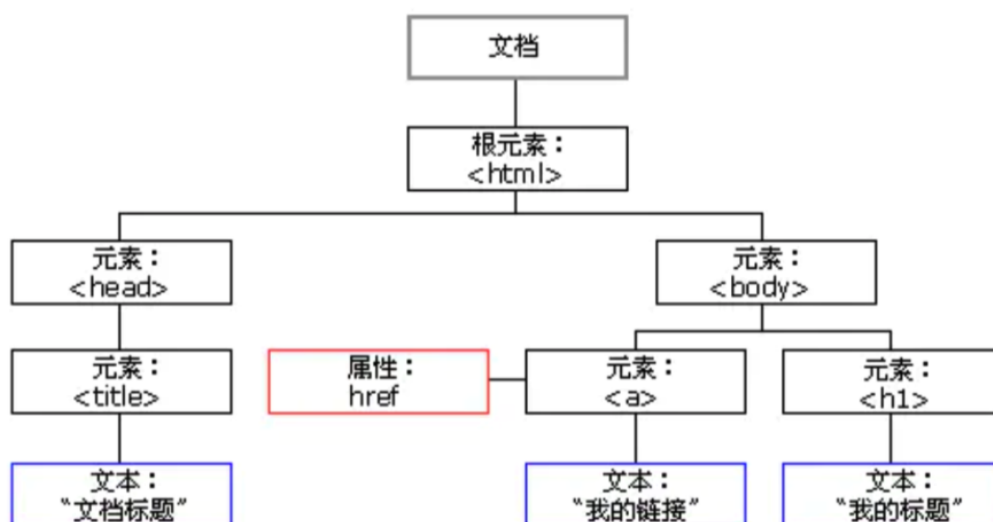 文档
根元素：
<html>
元素：
<head>
元素：
<body>
元素：
<title>
属性：
href
元素：
<a>
元素：
<h1>
文本：
“文档标题”
文本：
“我的链接”
文本：
“我的标题”